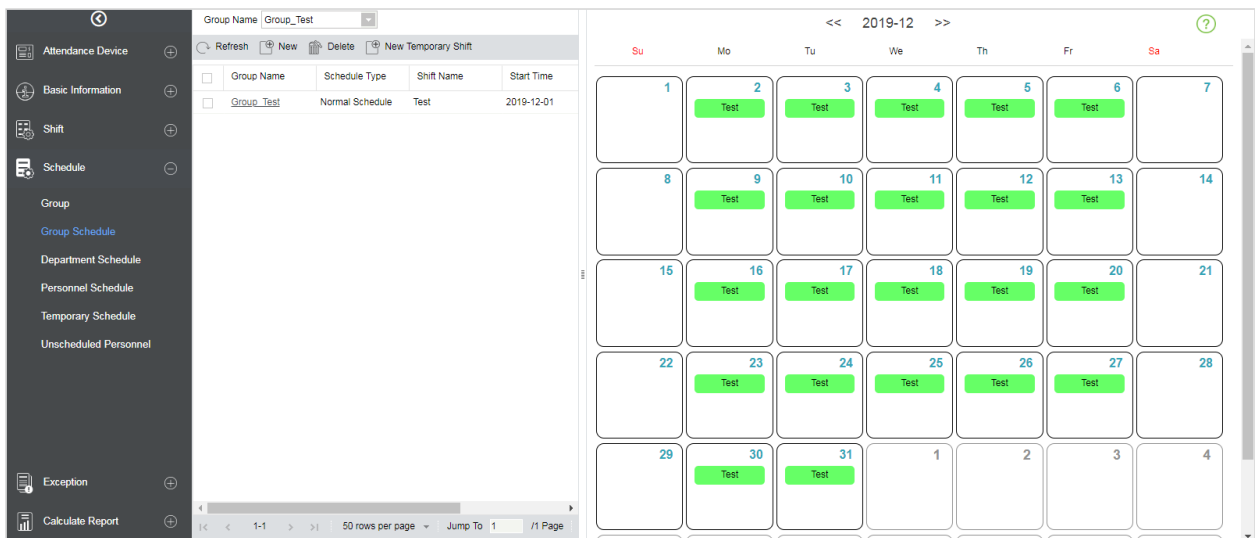 Attendance Device
Basic Information
Shift
Schedule
Group
Group Schedule
Department Schedule
Personnel Schedule
Temporary Schedule
Unscheduled Personnel
Exception
Calculate Report
Group Name Group_Test
Refresh New Delete New Temporary Shift
Group Name Schedule Type Shift Name Start Time
Group_Test Normal Schedule Test 2019-12-01
1-1 50 rows per page Jump To 1 /1 Page
<< 2019-12 >> ?
Su Mo Tu We Th Fr Sa
1 2 3 4 5 6 7
Test Test Test Test Test
8 9 10 11 12 13 14
Test Test Test Test Test
15 16 17 18 19 20 21
Test Test Test Test Test
22 23 24 25 26 27 28
Test Test Test Test Test
29 30 31 1 2 3 4
Test Test